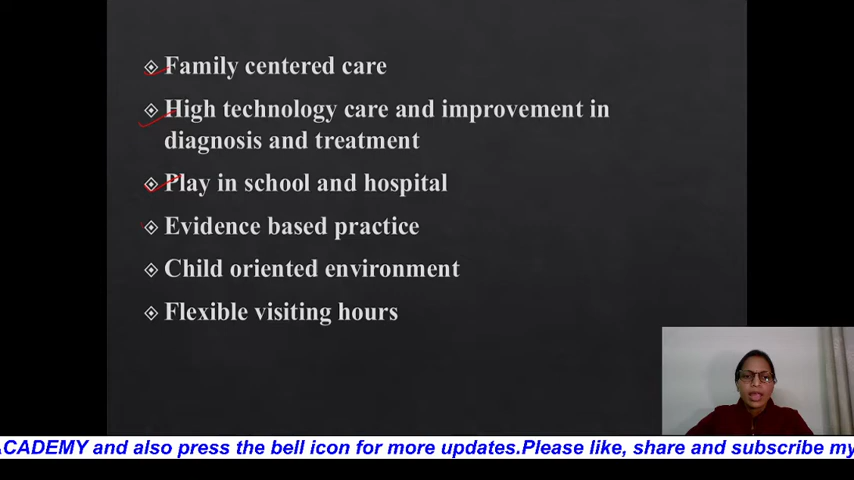 Family centered care
High technology care and improvement in
diagnosis and treatment
Play in school and hospital
Evidence based practice
Child oriented environment
Flexible visiting hours
ACADEMY and also press the bell icon for more updates.Please like, share and subscribe my